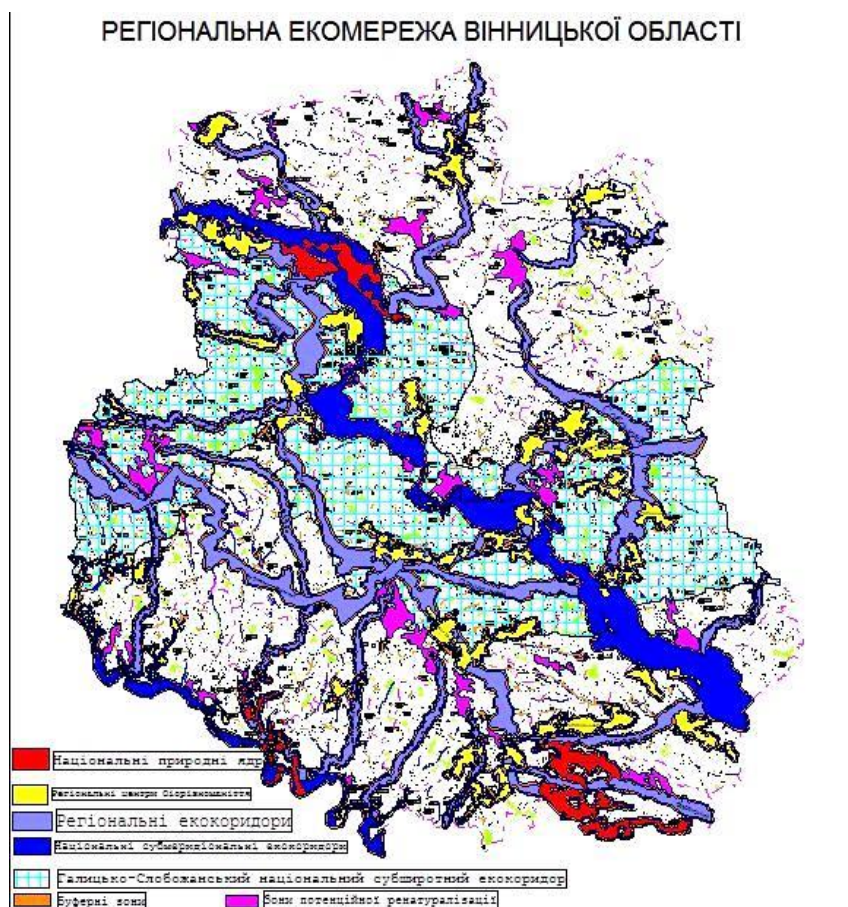 РЕГІОНАЛЬНА ЕКОМЕРЕЖА ВІННИЦЬКОЇ ОБЛАСТІ
Національні природні ядр
Регіональні центри біорізноманіття
Регіональні екокоридори
Національні субмеридіональні екокоридори
Галицько-Слобожанський національний субширотний екокоридор
Буферні зони
Зони потенційної ренатуралізації